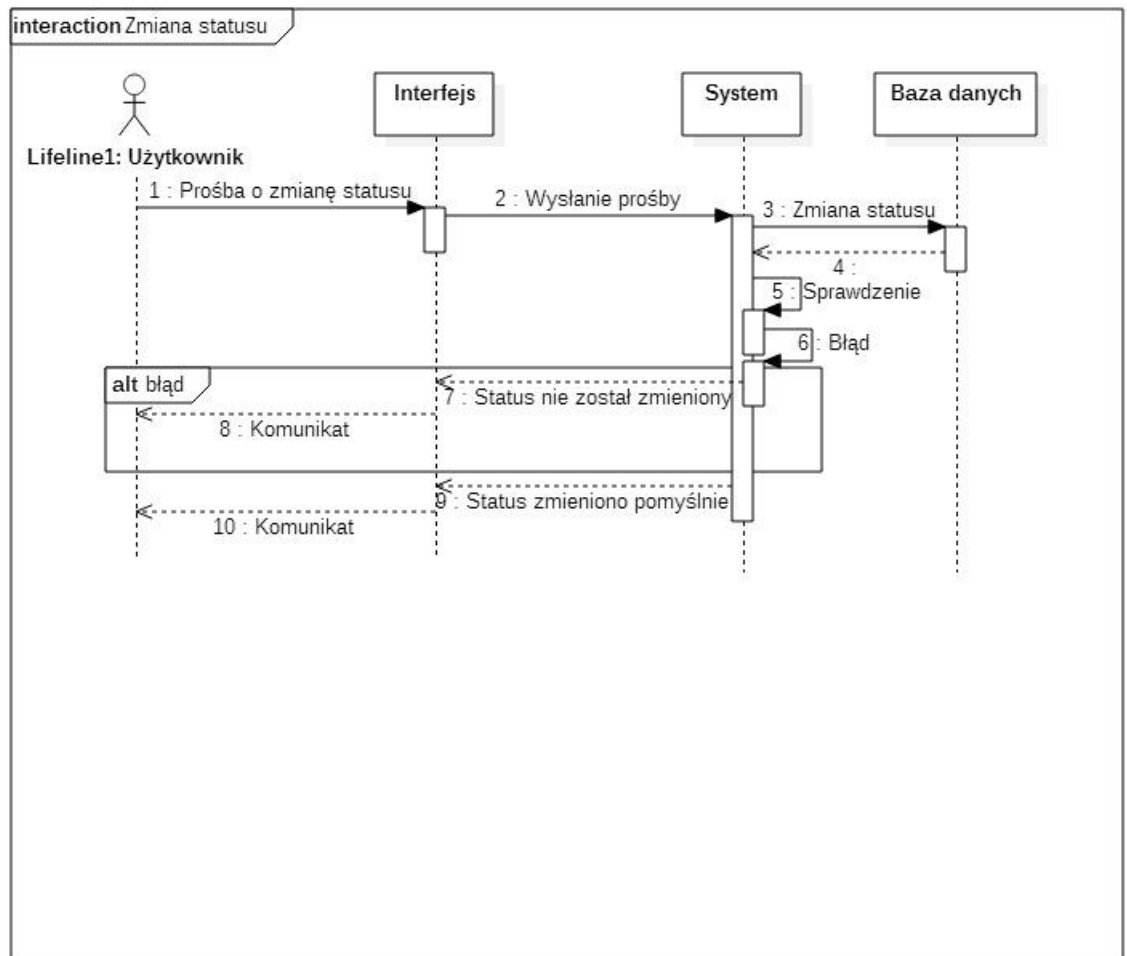 interaction Zmiana statusu
Interfejs
System
Baza danych
Lifeline1: Użytkownik
1 : Prośba o zmianę statusu
2 : Wysłanie prośby
3 : Zmiana statusu
4 :
5 : Sprawdzenie
6 : Błąd
alt błąd
7 : Status nie został zmieniony
8 : Komunikat
9 : Status zmieniono pomyślnie
10 : Komunikat